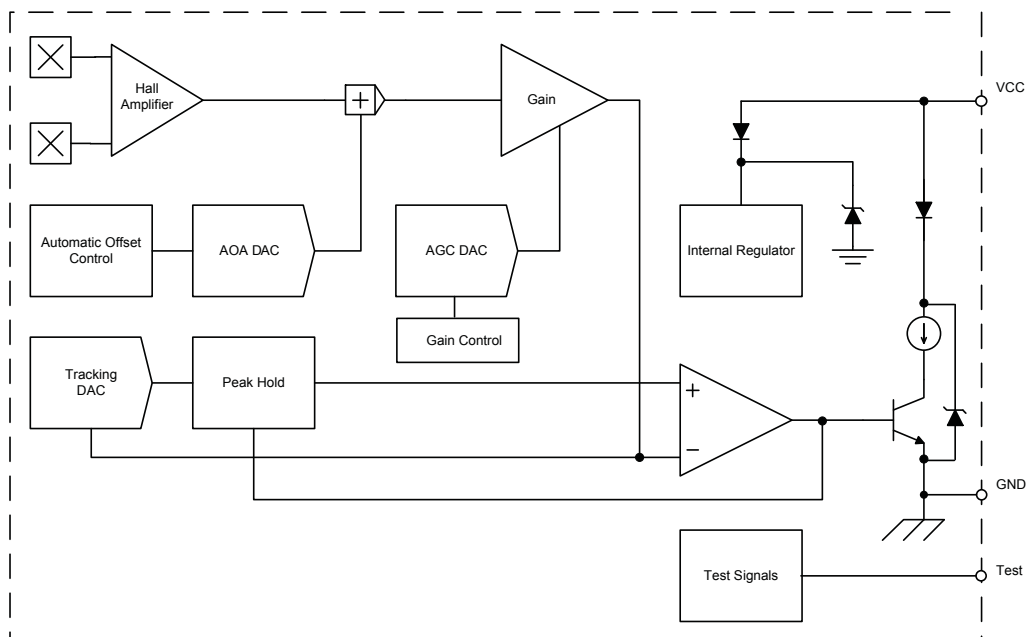 Hall
Amplifier
+
Gain
VCC
Automatic Offset
Control
AOA DAC
AGC DAC
Internal Regulator
Gain Control
Tracking
DAC
Peak Hold
+
−
GND
Test Signals
Test